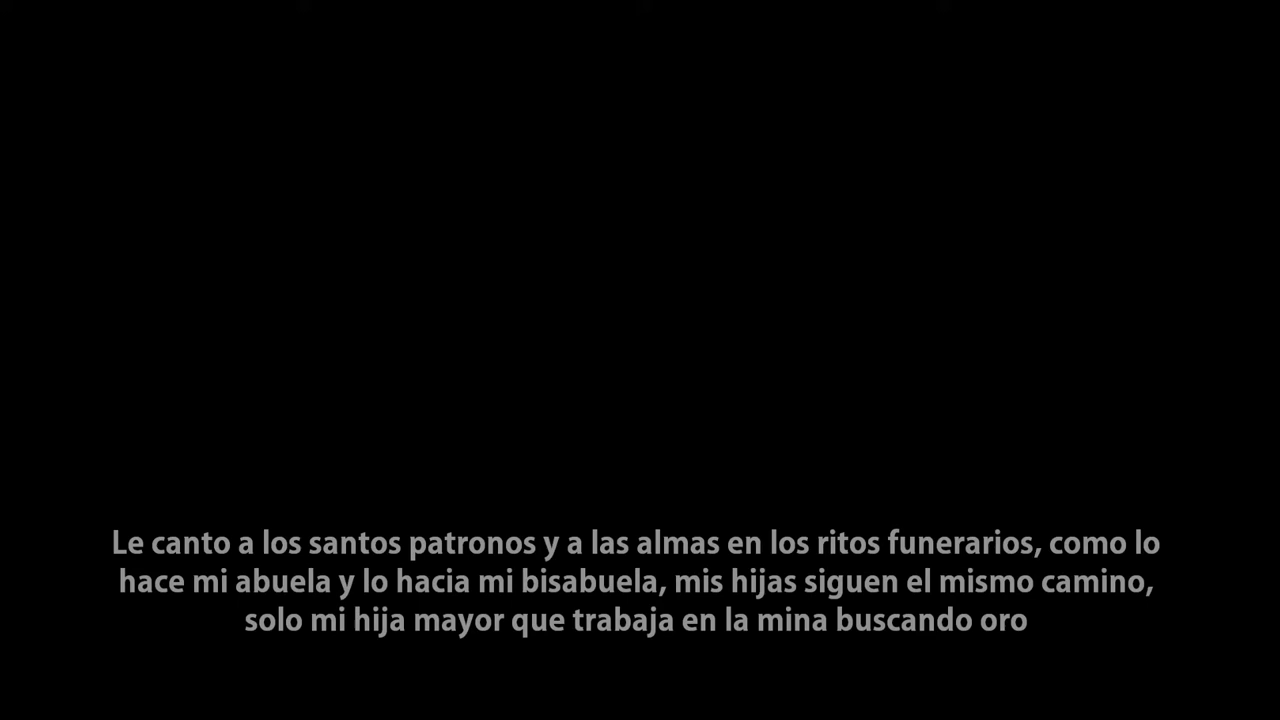 Le canto a los santos patronos y a las almas en los ritos funerarios, como lo
hace mi abuela y lo hacia mi bisabuela, mis hijas siguen el mismo camino,
solo mi hija mayor que trabaja en la mina buscando oro